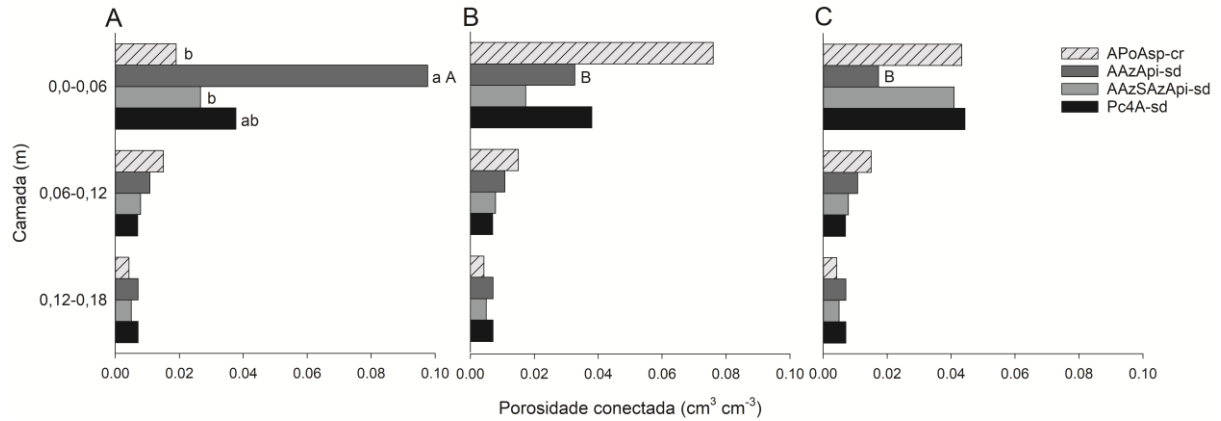 A
B
C
b
a A
b
ab
B
B
APoAsp-cr
AAzApi-sd
AAzSAzApi-sd
Pc4A-sd
Camada (m)
0,0-0,06
0,06-0,12
0,12-0,18
0.00 0.02 0.04 0.06 0.08 0.10
0.00 0.02 0.04 0.06 0.08 0.10
0.00 0.02 0.04 0.06 0.08 0.10
Porosidade conectada (cm³ cm⁻³)